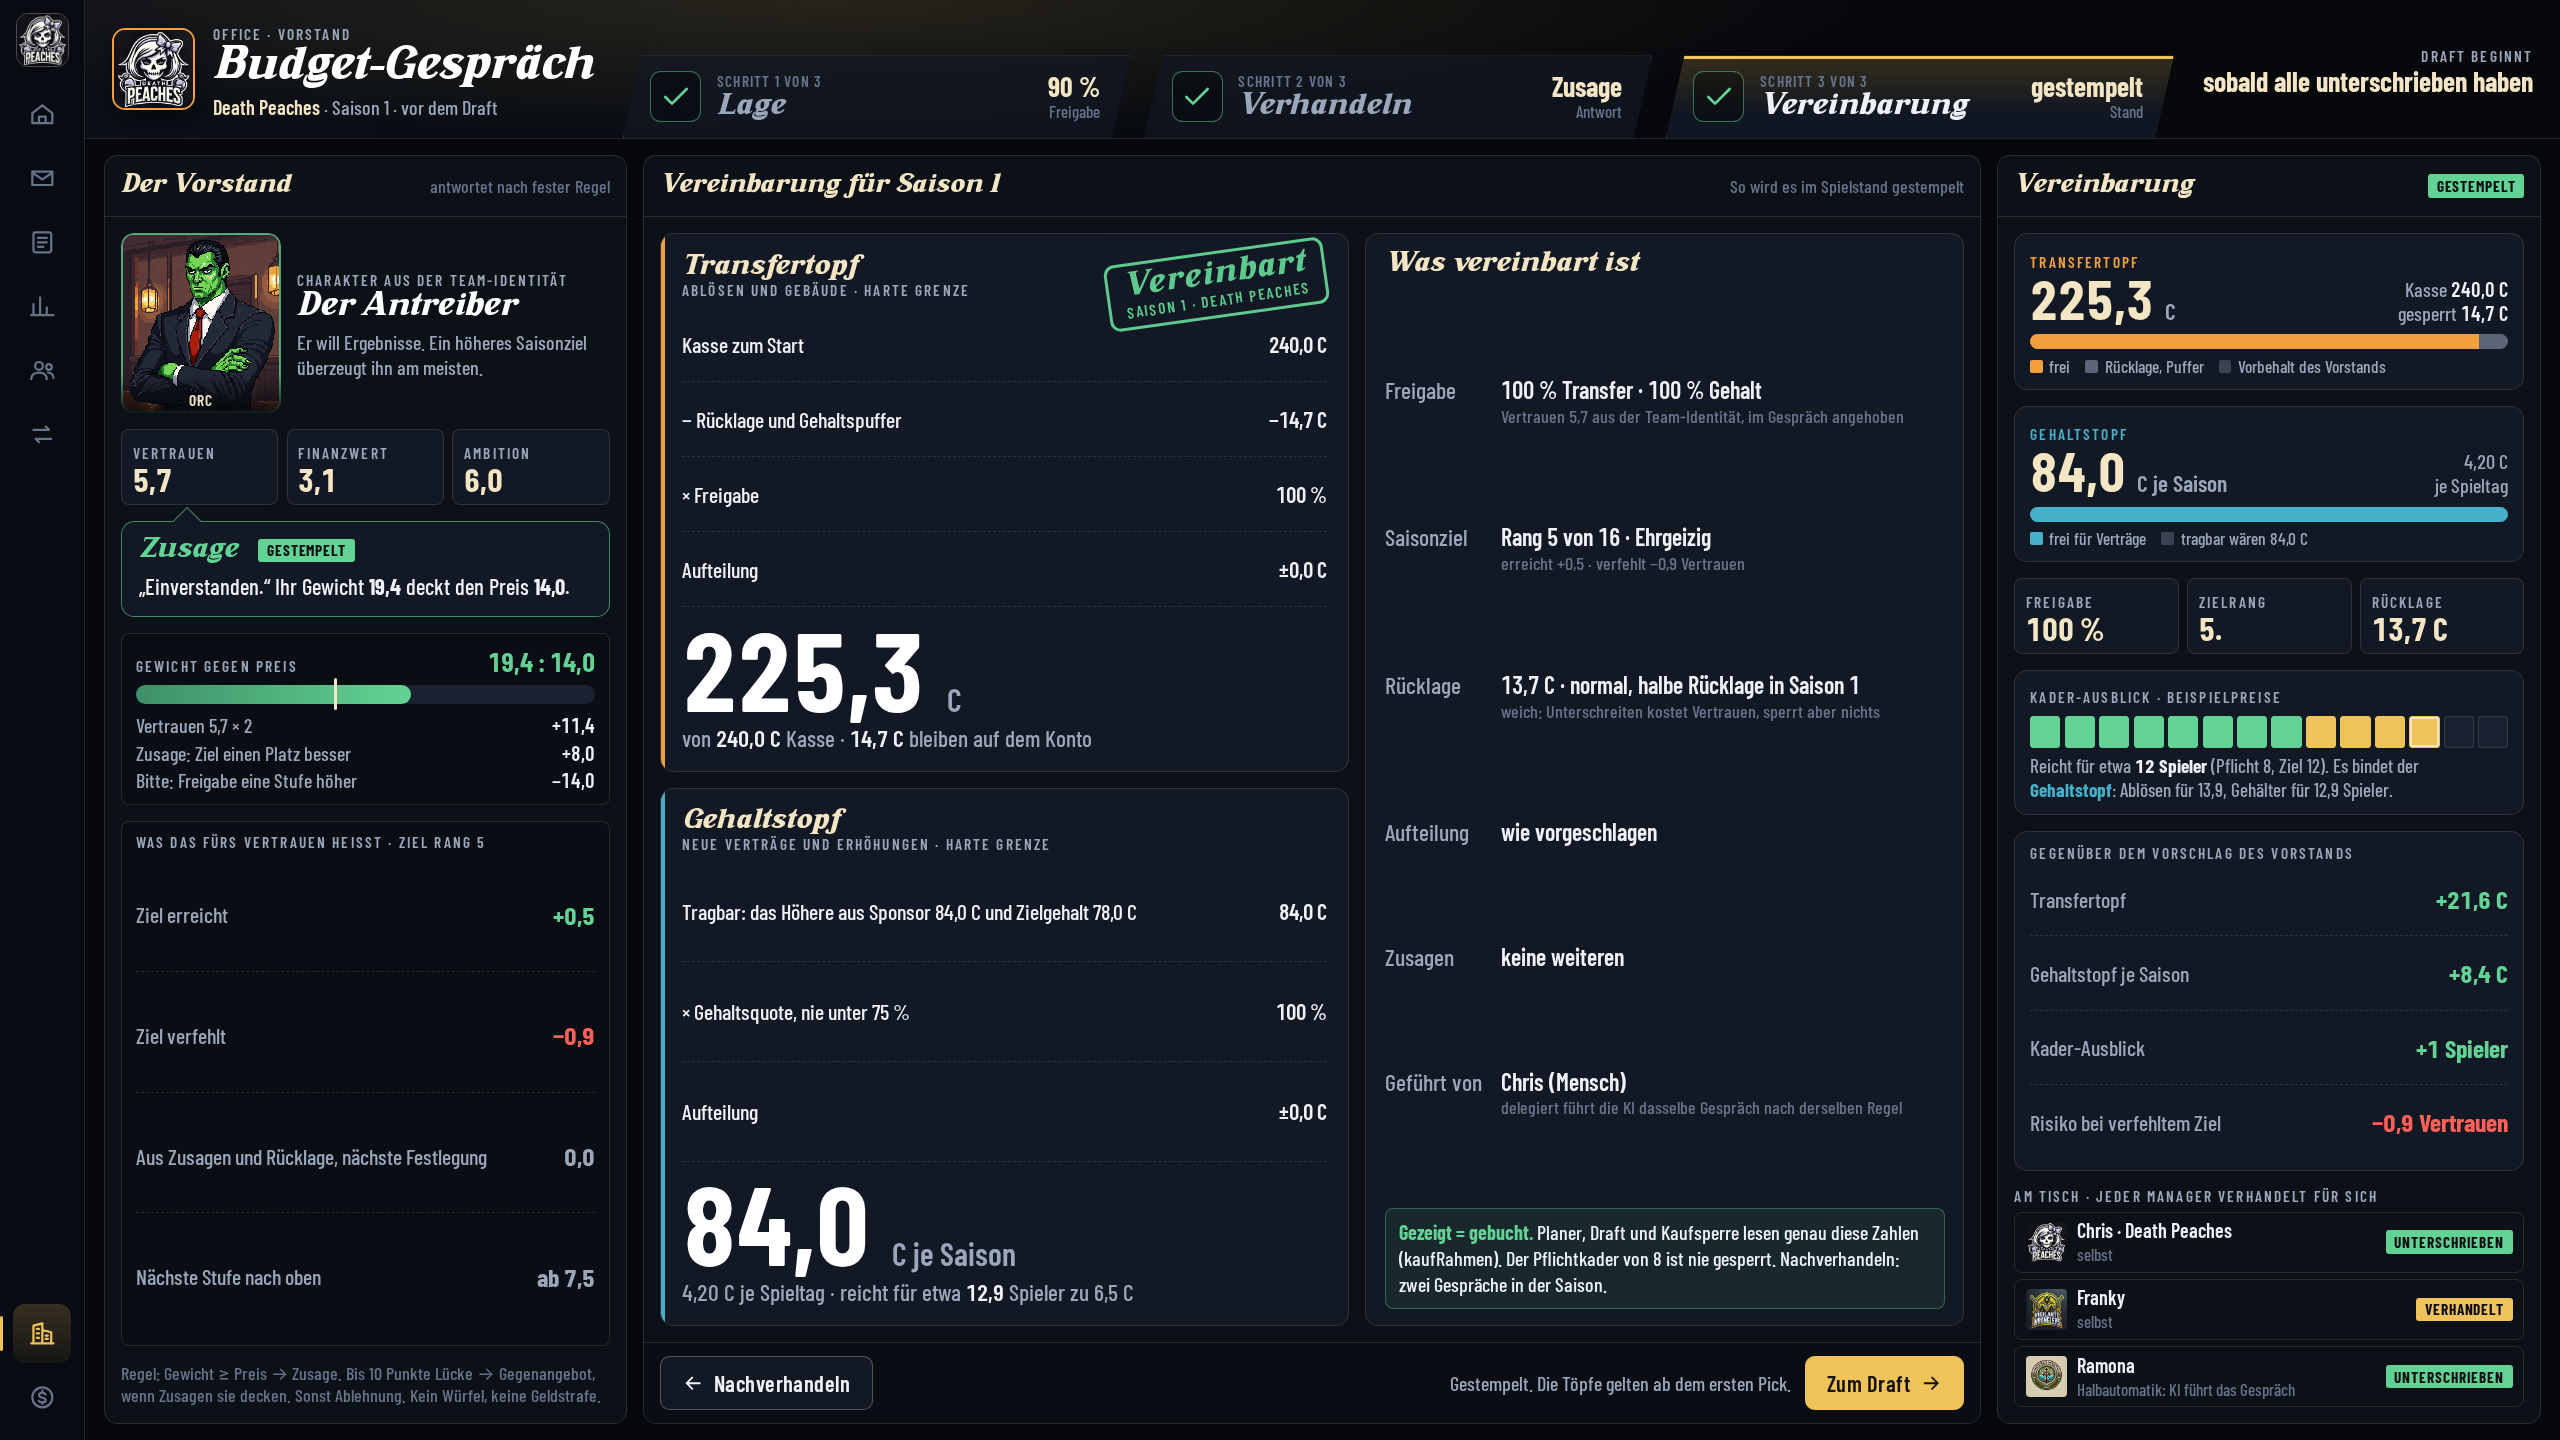 PEACHES
DEATH
PEACHES
OFFICE · VORSTAND
Budget-Gespräch
Death Peaches · Saison 1 · vor dem Draft
SCHRITT 1 VON 3
Lage
90 %
Freigabe
SCHRITT 2 VON 3
Verhandeln
Zusage
Antwort
SCHRITT 3 VON 3
Vereinbarung
gestempelt
Stand
DRAFT BEGINNT
sobald alle unterschrieben haben
Der Vorstand
antwortet nach fester Regel
ORC
CHARAKTER AUS DER TEAM-IDENTITÄT
Der Antreiber
Er will Ergebnisse. Ein höheres Saisonziel
überzeugt ihn am meisten.
VERTRAUEN
5,7
FINANZWERT
3,1
AMBITION
6,0
Zusage GESTEMPELT
„Einverstanden.“ Ihr Gewicht 19,4 deckt den Preis 14,0.
GEWICHT GEGEN PREIS 19,4 : 14,0
Vertrauen 5,7 × 2 +11,4
Zusage: Ziel einen Platz besser +8,0
Bitte: Freigabe eine Stufe höher −14,0
WAS DAS FÜRS VERTRAUEN HEISST · ZIEL RANG 5
Ziel erreicht +0,5
Ziel verfehlt −0,9
Aus Zusagen und Rücklage, nächste Festlegung 0,0
Nächste Stufe nach oben ab 7,5
Regel: Gewicht ≥ Preis → Zusage. Bis 10 Punkte Lücke → Gegenangebot,
wenn Zusagen sie decken. Sonst Ablehnung. Kein Würfel, keine Geldstrafe.
Vereinbarung für Saison 1
So wird es im Spielstand gestempelt
Transfertopf
ABLÖSEN UND GEBÄUDE · HARTE GRENZE
Vereinbart
SAISON 1 · DEATH PEACHES
Kasse zum Start 240,0 C
− Rücklage und Gehaltspuffer −14,7 C
× Freigabe 100 %
Aufteilung ±0,0 C
225,3 C
von 240,0 C Kasse · 14,7 C bleiben auf dem Konto
Gehaltstopf
NEUE VERTRÄGE UND ERHÖHUNGEN · HARTE GRENZE
Tragbar: das Höhere aus Sponsor 84,0 C und Zielgehalt 78,0 C 84,0 C
× Gehaltsquote, nie unter 75 % 100 %
Aufteilung ±0,0 C
84,0 C je Saison
4,20 C je Spieltag · reicht für etwa 12,9 Spieler zu 6,5 C
Was vereinbart ist
Freigabe 100 % Transfer · 100 % Gehalt
Vertrauen 5,7 aus der Team-Identität, im Gespräch angehoben
Saisonziel Rang 5 von 16 · Ehrgeizig
erreicht +0,5 · verfehlt −0,9 Vertrauen
Rücklage 13,7 C · normal, halbe Rücklage in Saison 1
weich: Unterschreiten kostet Vertrauen, sperrt aber nichts
Aufteilung wie vorgeschlagen
Zusagen keine weiteren
Geführt von Chris (Mensch)
delegiert führt die KI dasselbe Gespräch nach derselben Regel
Gezeigt = gebucht. Planer, Draft und Kaufsperre lesen genau diese Zahlen
(kaufRahmen). Der Pflichtkader von 8 ist nie gesperrt. Nachverhandeln:
zwei Gespräche in der Saison.
← Nachverhandeln
Gestempelt. Die Töpfe gelten ab dem ersten Pick.
Zum Draft →
Vereinbarung
GESTEMPELT
TRANSFERTOPF
225,3 C
Kasse 240,0 C
gesperrt 14,7 C
frei Rücklage, Puffer Vorbehalt des Vorstands
GEHALTSTOPF
84,0 C je Saison
4,20 C
je Spieltag
frei für Verträge tragbar wären 84,0 C
FREIGABE
100 %
ZIELRANG
5.
RÜCKLAGE
13,7 C
KADER-AUSBLICK · BEISPIELPREISE
Reicht für etwa 12 Spieler (Pflicht 8, Ziel 12). Es bindet der
Gehaltstopf: Ablösen für 13,9, Gehälter für 12,9 Spieler.
GEGENÜBER DEM VORSCHLAG DES VORSTANDS
Transfertopf +21,6 C
Gehaltstopf je Saison +8,4 C
Kader-Ausblick +1 Spieler
Risiko bei verfehltem Ziel −0,9 Vertrauen
AM TISCH · JEDER MANAGER VERHANDELT FÜR SICH
PEACHES
Chris · Death Peaches
selbst
UNTERSCHRIEBEN
Franky
selbst
VERHANDELT
Ramona
Halbautomatik: KI führt das Gespräch
UNTERSCHRIEBEN